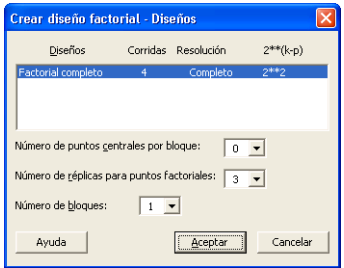 Crear diseño factorial - Diseños
Diseños Corridas Resolución 2**(k-p)
Factorial completo 4 Completo 2**2
Número de puntos centrales por bloque: 0
Número de réplicas para puntos factoriales: 3
Número de bloques: 1
Ayuda Aceptar Cancelar